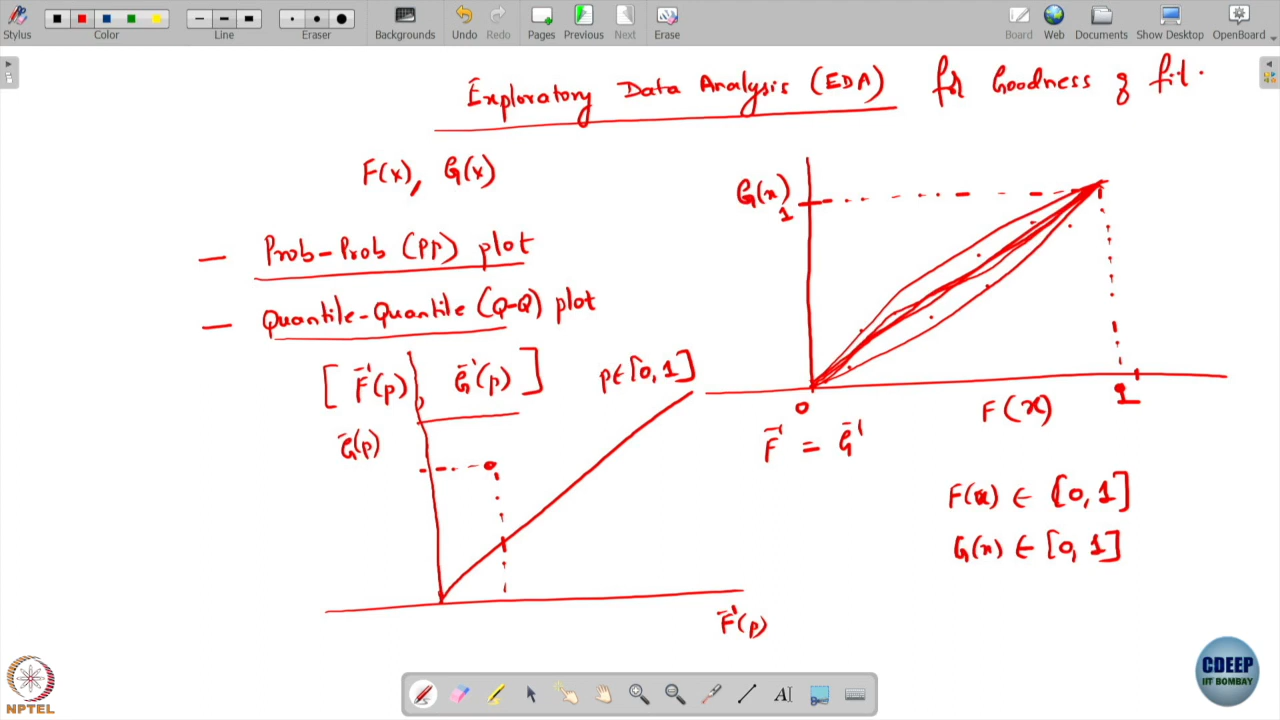 Stylus
Color
Line
Eraser
Backgrounds
Undo
Redo
Pages
Previous
Next
Erase
Board
Web
Documents
Show Desktop
OpenBoard
Exploratory Data Analysis (EDA) for Goodness of fit.
F(x), G(x)
— Prob-Prob (PP) plot
— Quantile-Quantile (Q-Q) plot
[F⁻¹(p), G⁻¹(p)] p∈[0,1]
G⁻¹(p)
F⁻¹(p)
G(x)
1
0
F(x)
1
F⁻¹ = G⁻¹
F(x) ∈ [0,1]
G(x) ∈ [0,1]
NPTEL
CDEEP
IIT BOMBAY